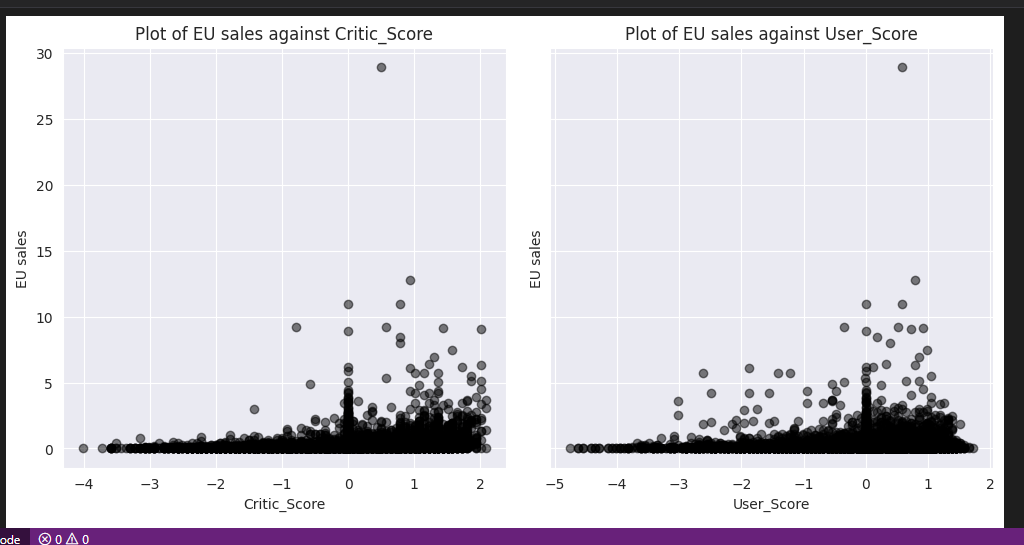 Plot of EU sales against Critic_Score
30
25
20
15
10
5
0
EU sales
−4 −3 −2 −1 0 1 2
Critic_Score
Plot of EU sales against User_Score
EU sales
−5 −4 −3 −2 −1 0 1 2
User_Score
ode 0 0